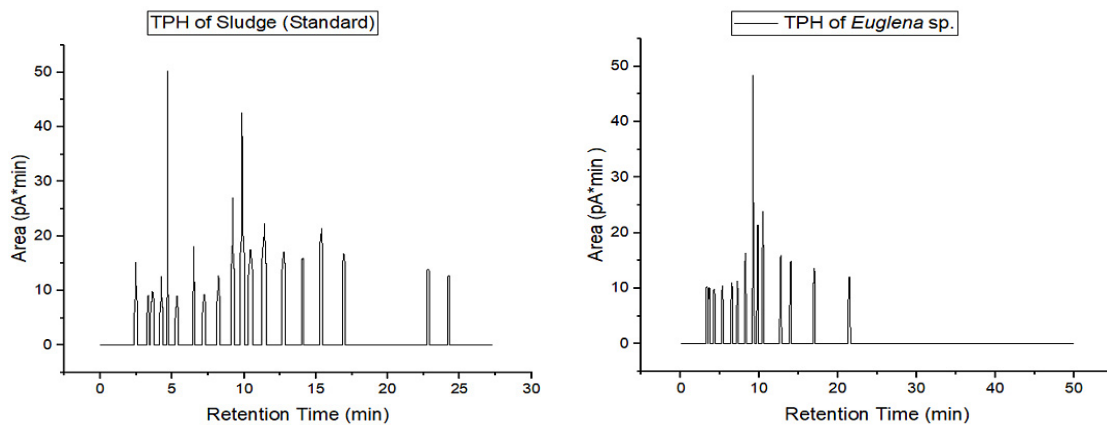 TPH of Sludge (Standard)
50
40
30
20
10
0
Area (pA*min)
0 5 10 15 20 25 30
Retention Time (min)
TPH of Euglena sp.
50
40
30
20
10
0
Area (pA*min )
0 10 20 30 40 50
Retention Time (min)